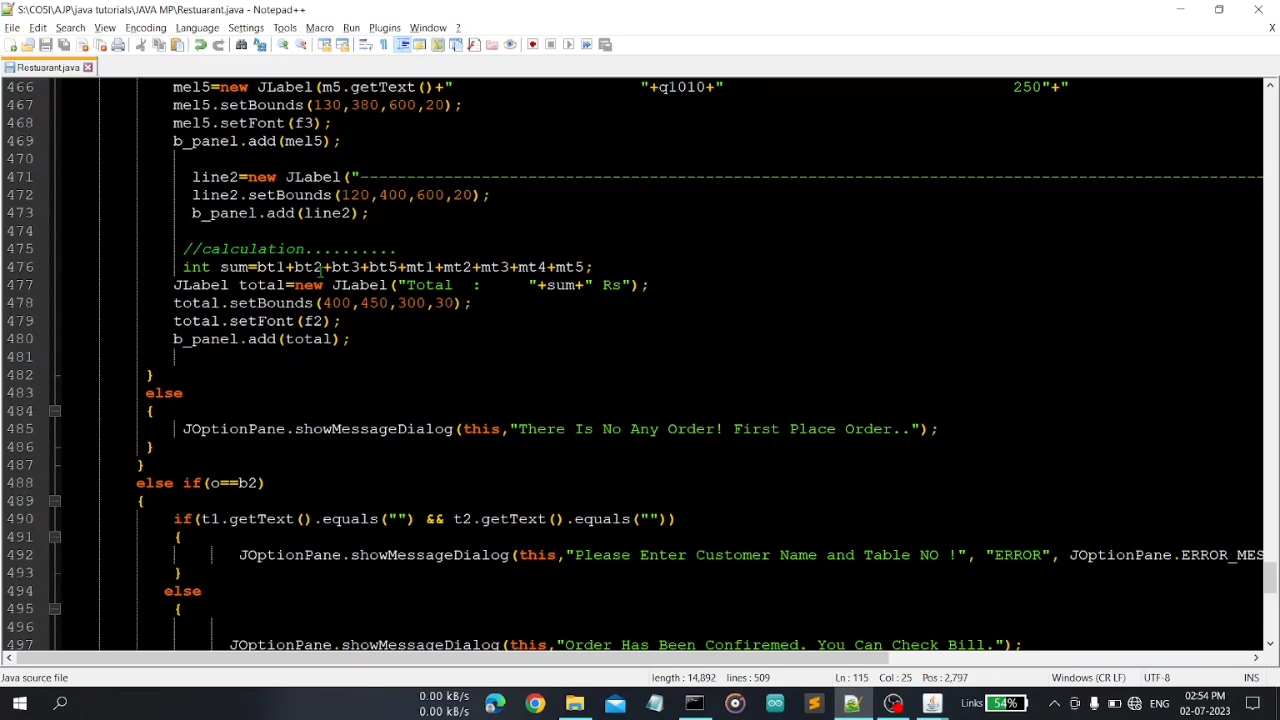 S:\CO5I\AJP\java tutorials\JAVA MP\Restuarant.java - Notepad++
File Edit Search View Encoding Language Settings Tools Macro Run Plugins Window ? X
Restuarant.java
466 mel5=new JLabel(m5.getText()+" "+q1010+" 250"+"
467 mel5.setBounds(130,380,600,20);
468 mel5.setFont(f3);
469 b_panel.add(mel5);
470
471 line2=new JLabel("------------------------------------------------------------------------------------------------
472 line2.setBounds(120,400,600,20);
473 b_panel.add(line2);
474
475 //calculation..........
476 int sum=bt1+bt2+bt3+bt5+mt1+mt2+mt3+mt4+mt5;
477 JLabel total=new JLabel("Total : "+sum+" Rs");
478 total.setBounds(400,450,300,30);
479 total.setFont(f2);
480 b_panel.add(total);
481
482 }
483 else
484 {
485 JOptionPane.showMessageDialog(this,"There Is No Any Order! First Place Order..");
486 }
487 }
488 else if(o==b2)
489 {
490 if(t1.getText().equals("") && t2.getText().equals(""))
491 {
492 JOptionPane.showMessageDialog(this,"Please Enter Customer Name and Table NO !", "ERROR", JOptionPane.ERROR_MES
493 }
494 else
495 {
496
497 JOptionPane.showMessageDialog(this,"Order Has Been Confiremed. You Can Check Bill.");
Java source file length : 14,892 lines : 509 Ln : 115 Col : 25 Pos : 2,797 Windows (CR LF) UTF-8 INS
0.00 kB/s
0.00 kB/s
Links 54% ENG 02:54 PM
02-07-2023